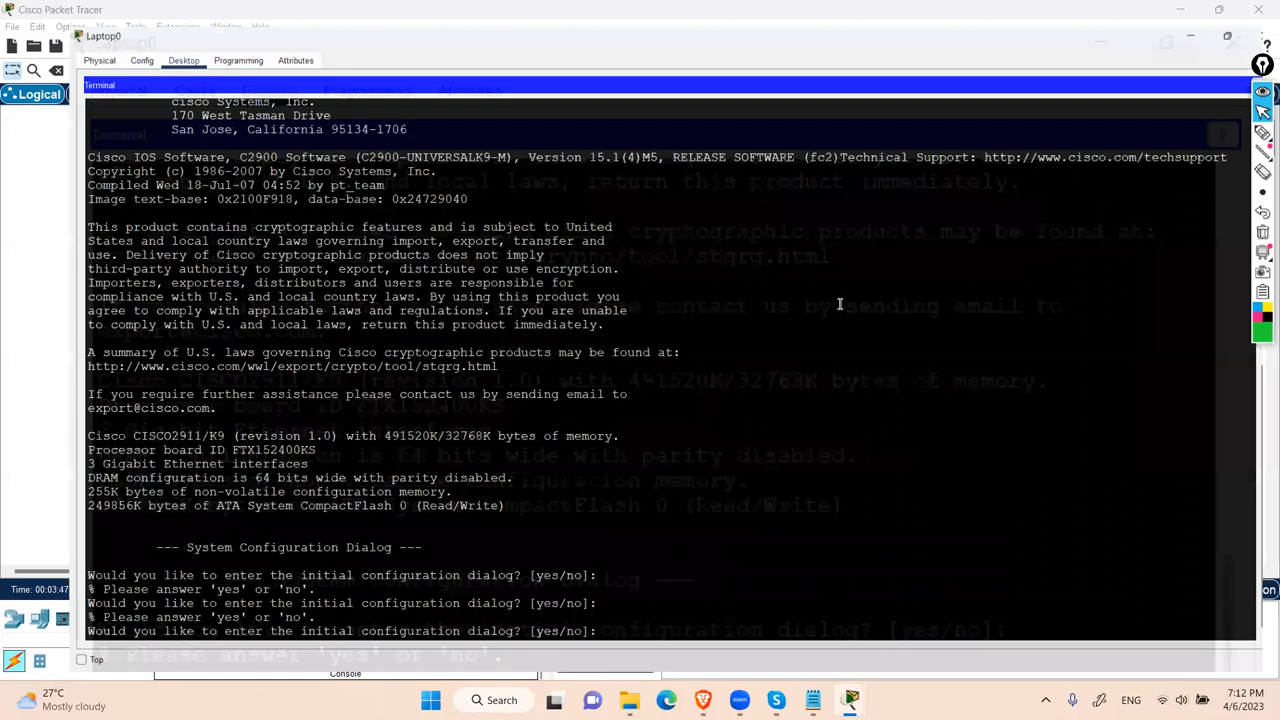 Cisco Packet Tracer
File Edit Options View Tools Extensions Window Help
Laptop0
Physical Config Desktop Programming Attributes
Logical
Terminal
cisco Systems, Inc.
170 West Tasman Drive
San Jose, California 95134-1706
Cisco IOS Software, C2900 Software (C2900-UNIVERSALK9-M), Version 15.1(4)M5, RELEASE SOFTWARE (fc2)Technical Support: http://www.cisco.com/techsupport
Copyright (c) 1986-2007 by Cisco Systems, Inc.
Compiled Wed 18-Jul-07 04:52 by pt_team
Image text-base: 0x2100F918, data-base: 0x24729040
This product contains cryptographic features and is subject to United
States and local country laws governing import, export, transfer and
use. Delivery of Cisco cryptographic products does not imply
third-party authority to import, export, distribute or use encryption.
Importers, exporters, distributors and users are responsible for
compliance with U.S. and local country laws. By using this product you
agree to comply with applicable laws and regulations. If you are unable
to comply with U.S. and local laws, return this product immediately.
A summary of U.S. laws governing Cisco cryptographic products may be found at:
http://www.cisco.com/wwl/export/crypto/tool/stqrg.html
If you require further assistance please contact us by sending email to
export@cisco.com.
Cisco CISCO2911/K9 (revision 1.0) with 491520K/32768K bytes of memory.
Processor board ID FTX152400KS
3 Gigabit Ethernet interfaces
DRAM configuration is 64 bits wide with parity disabled.
255K bytes of non-volatile configuration memory.
249856K bytes of ATA System CompactFlash 0 (Read/Write)
--- System Configuration Dialog ---
Would you like to enter the initial configuration dialog? [yes/no]:
% Please answer 'yes' or 'no'.
Would you like to enter the initial configuration dialog? [yes/no]:
% Please answer 'yes' or 'no'.
Would you like to enter the initial configuration dialog? [yes/no]:
Time: 00:03:47
Top
Console
27°C
Mostly cloudy
Search
ENG
7:12 PM
4/6/2023